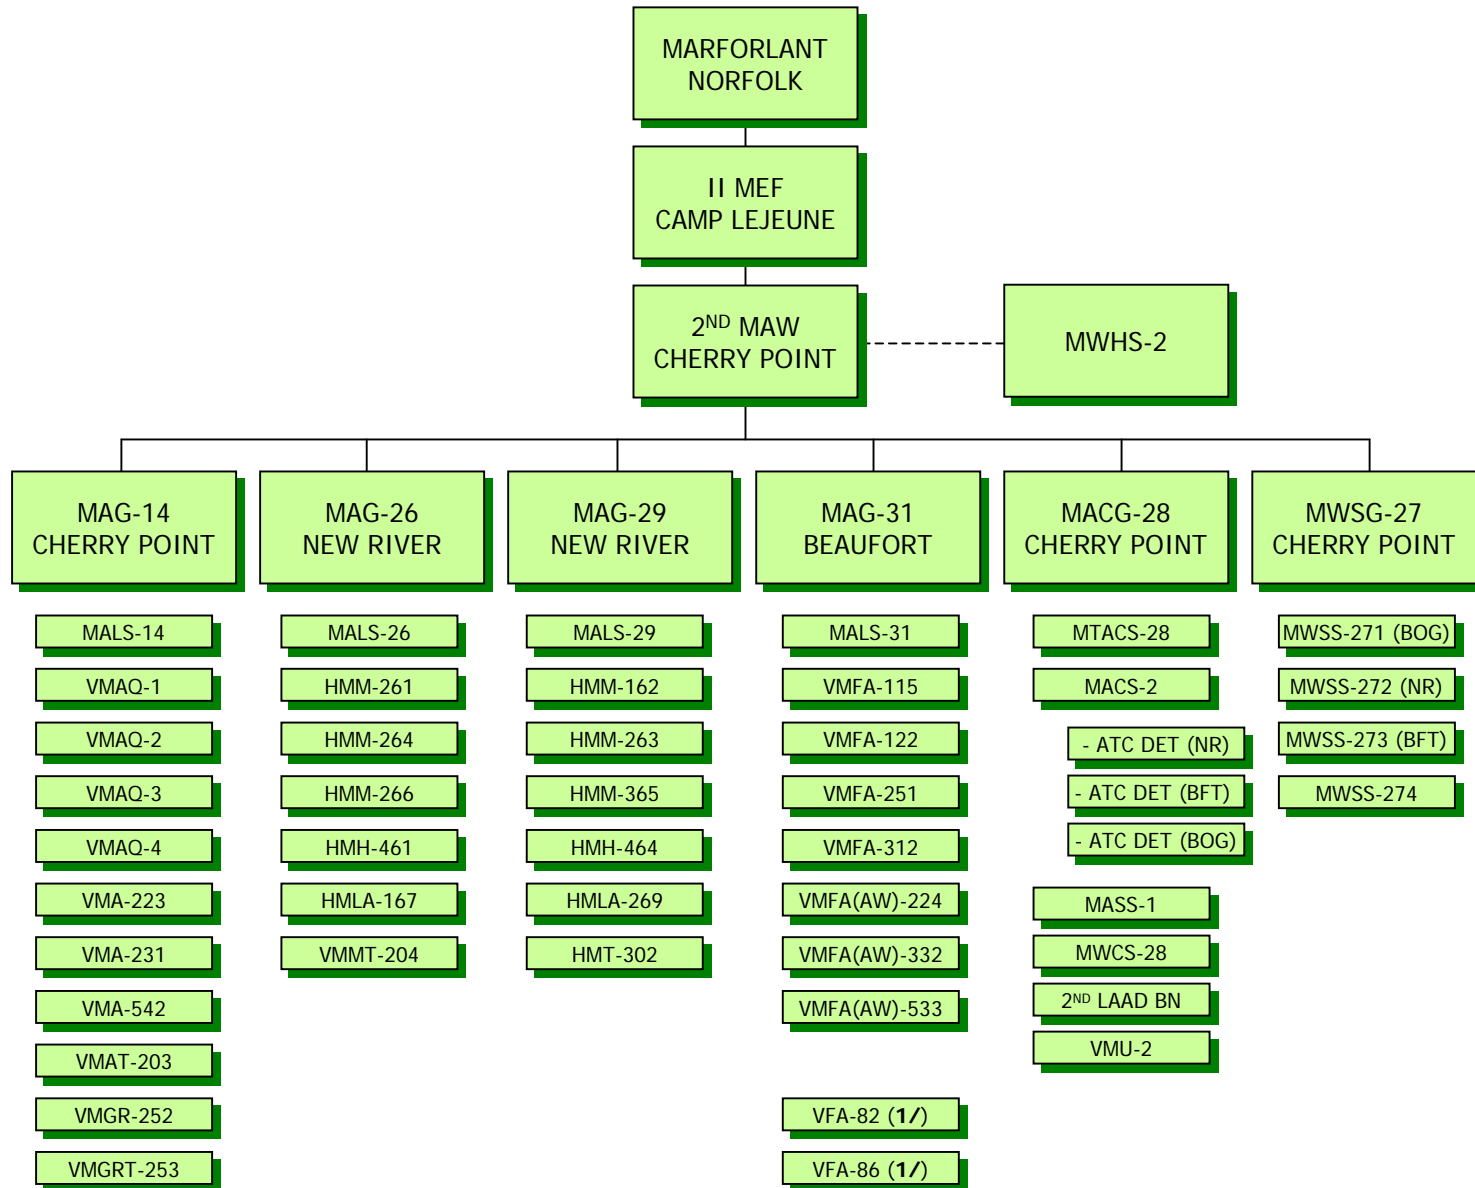 MARFORLANT
NORFOLK
II MEF
CAMP LEJEUNE
2ND MAW
CHERRY POINT
MWHS-2
MAG-14
CHERRY POINT
MAG-26
NEW RIVER
MAG-29
NEW RIVER
MAG-31
BEAUFORT
MACG-28
CHERRY POINT
MWSG-27
CHERRY POINT
MALS-14
VMAQ-1
VMAQ-2
VMAQ-3
VMAQ-4
VMA-223
VMA-231
VMA-542
VMAT-203
VMGR-252
VMGRT-253
MALS-26
HMM-261
HMM-264
HMM-266
HMH-461
HMLA-167
VMMT-204
MALS-29
HMM-162
HMM-263
HMM-365
HMH-464
HMLA-269
HMT-302
MALS-31
VMFA-115
VMFA-122
VMFA-251
VMFA-312
VMFA(AW)-224
VMFA(AW)-332
VMFA(AW)-533
VFA-82 (1/)
VFA-86 (1/)
MTACS-28
MACS-2
- ATC DET (NR)
- ATC DET (BFT)
- ATC DET (BOG)
MASS-1
MWCS-28
2ND LAAD BN
VMU-2
MWSS-271 (BOG)
MWSS-272 (NR)
MWSS-273 (BFT)
MWSS-274